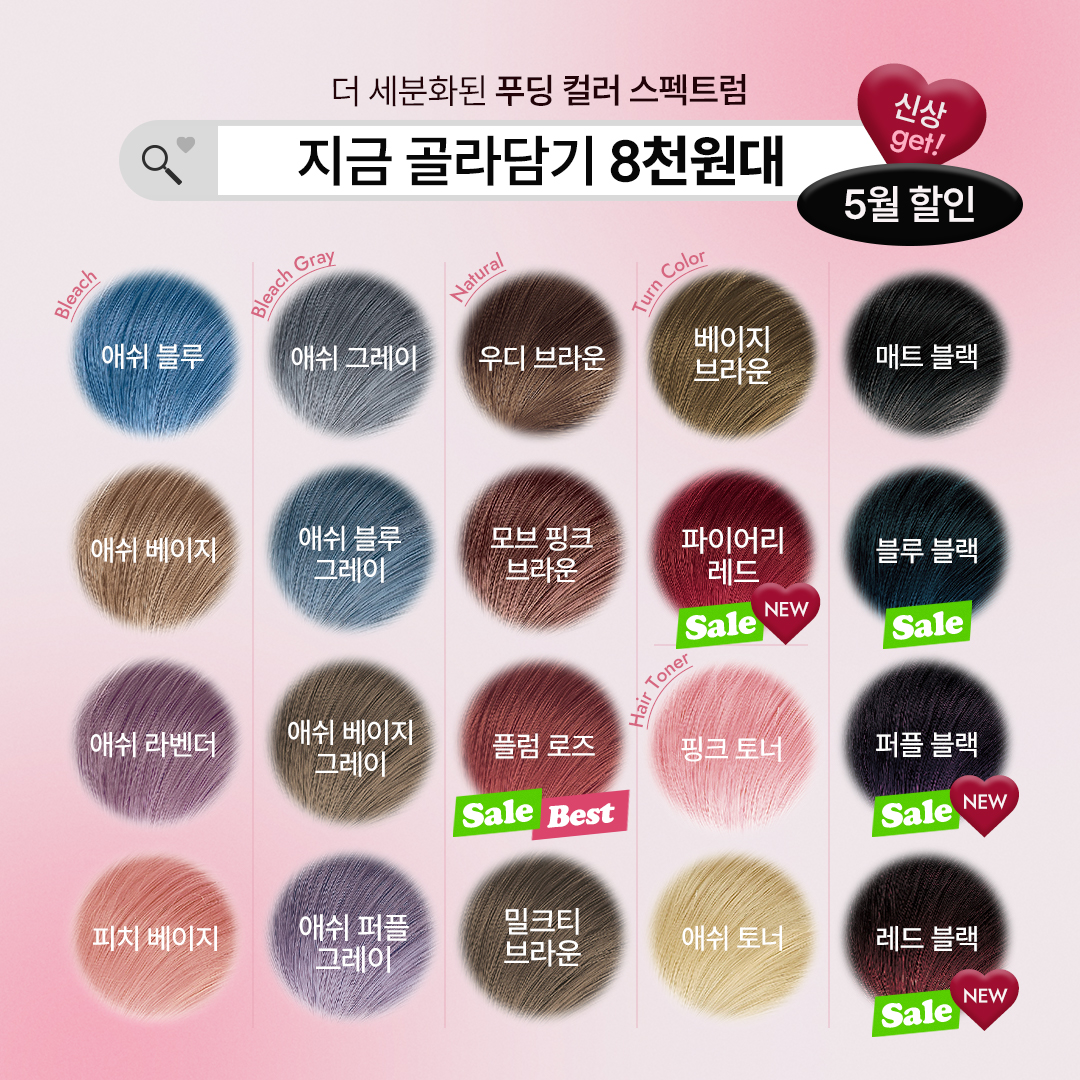 더 세분화된 푸딩 컬러 스펙트럼
지금 골라담기 8천원대
신상
get!
5월 할인
Bleach
애쉬 블루
Bleach Gray
애쉬 그레이
Natural
우디 브라운
Turn Color
베이지
브라운
매트 블랙
애쉬 베이지
애쉬 블루
그레이
모브 핑크
브라운
파이어리
레드
Sale
NEW
블루 블랙
Sale
애쉬 라벤더
애쉬 베이지
그레이
플럼 로즈
Sale
Best
Hair Toner
핑크 토너
퍼플 블랙
Sale
NEW
피치 베이지
애쉬 퍼플
그레이
밀크티
브라운
애쉬 토너
레드 블랙
Sale
NEW